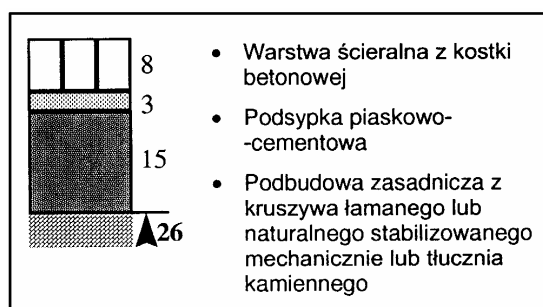 8
3
15
26
• Warstwa ścieralna z kostki
betonowej
• Podsypka piaskowo-
-cementowa
• Podbudowa zasadnicza z
kruszywa łamanego lub
naturalnego stabilizowanego
mechanicznie lub tłucznia
kamiennego